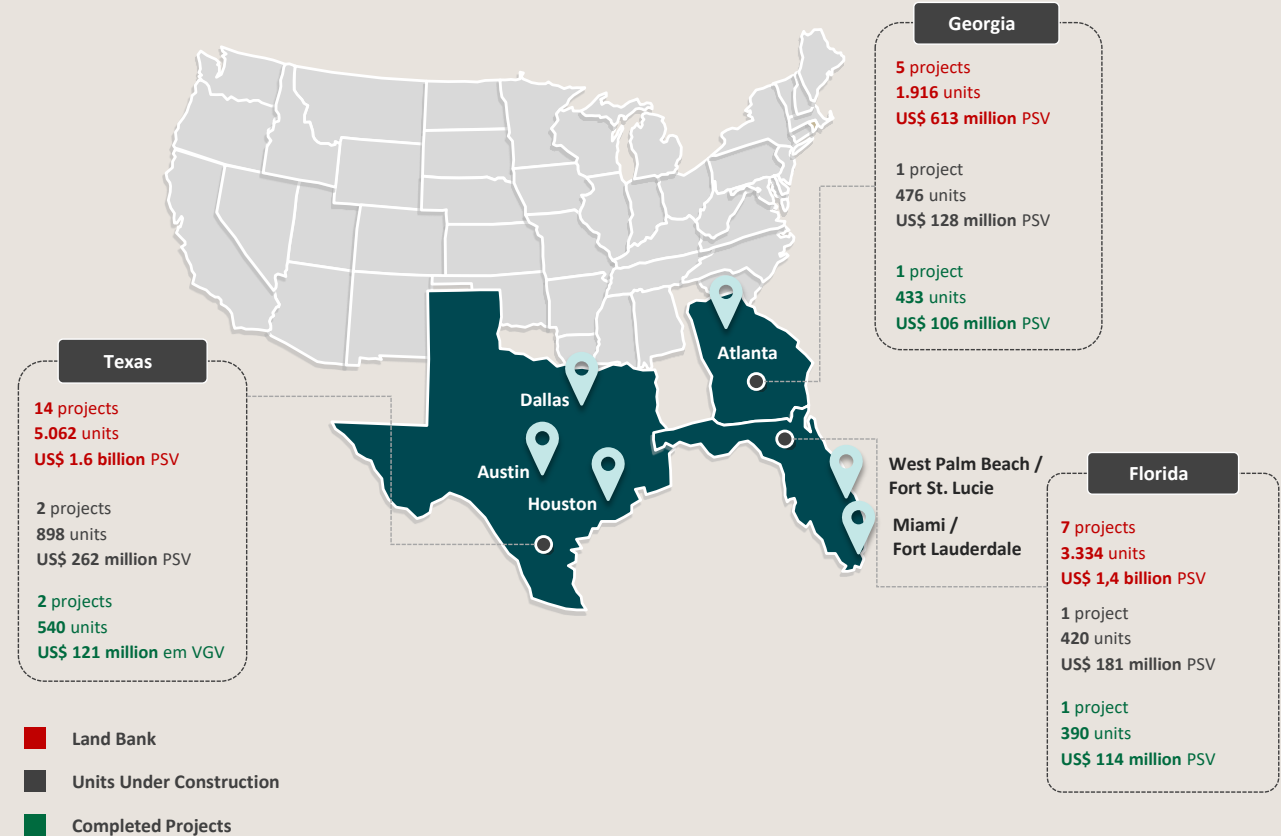 Georgia
5 projects
1.916 units
US$ 613 million PSV
1 project
476 units
US$ 128 million PSV
1 project
433 units
US$ 106 million PSV
Texas
14 projects
5.062 units
US$ 1.6 billion PSV
2 projects
898 units
US$ 262 million PSV
2 projects
540 units
US$ 121 million em VGV
Atlanta
Dallas
Austin
Houston
West Palm Beach /
Fort St. Lucie
Miami /
Fort Lauderdale
Florida
7 projects
3.334 units
US$ 1,4 billion PSV
1 project
420 units
US$ 181 million PSV
1 project
390 units
US$ 114 million PSV
Land Bank
Units Under Construction
Completed Projects